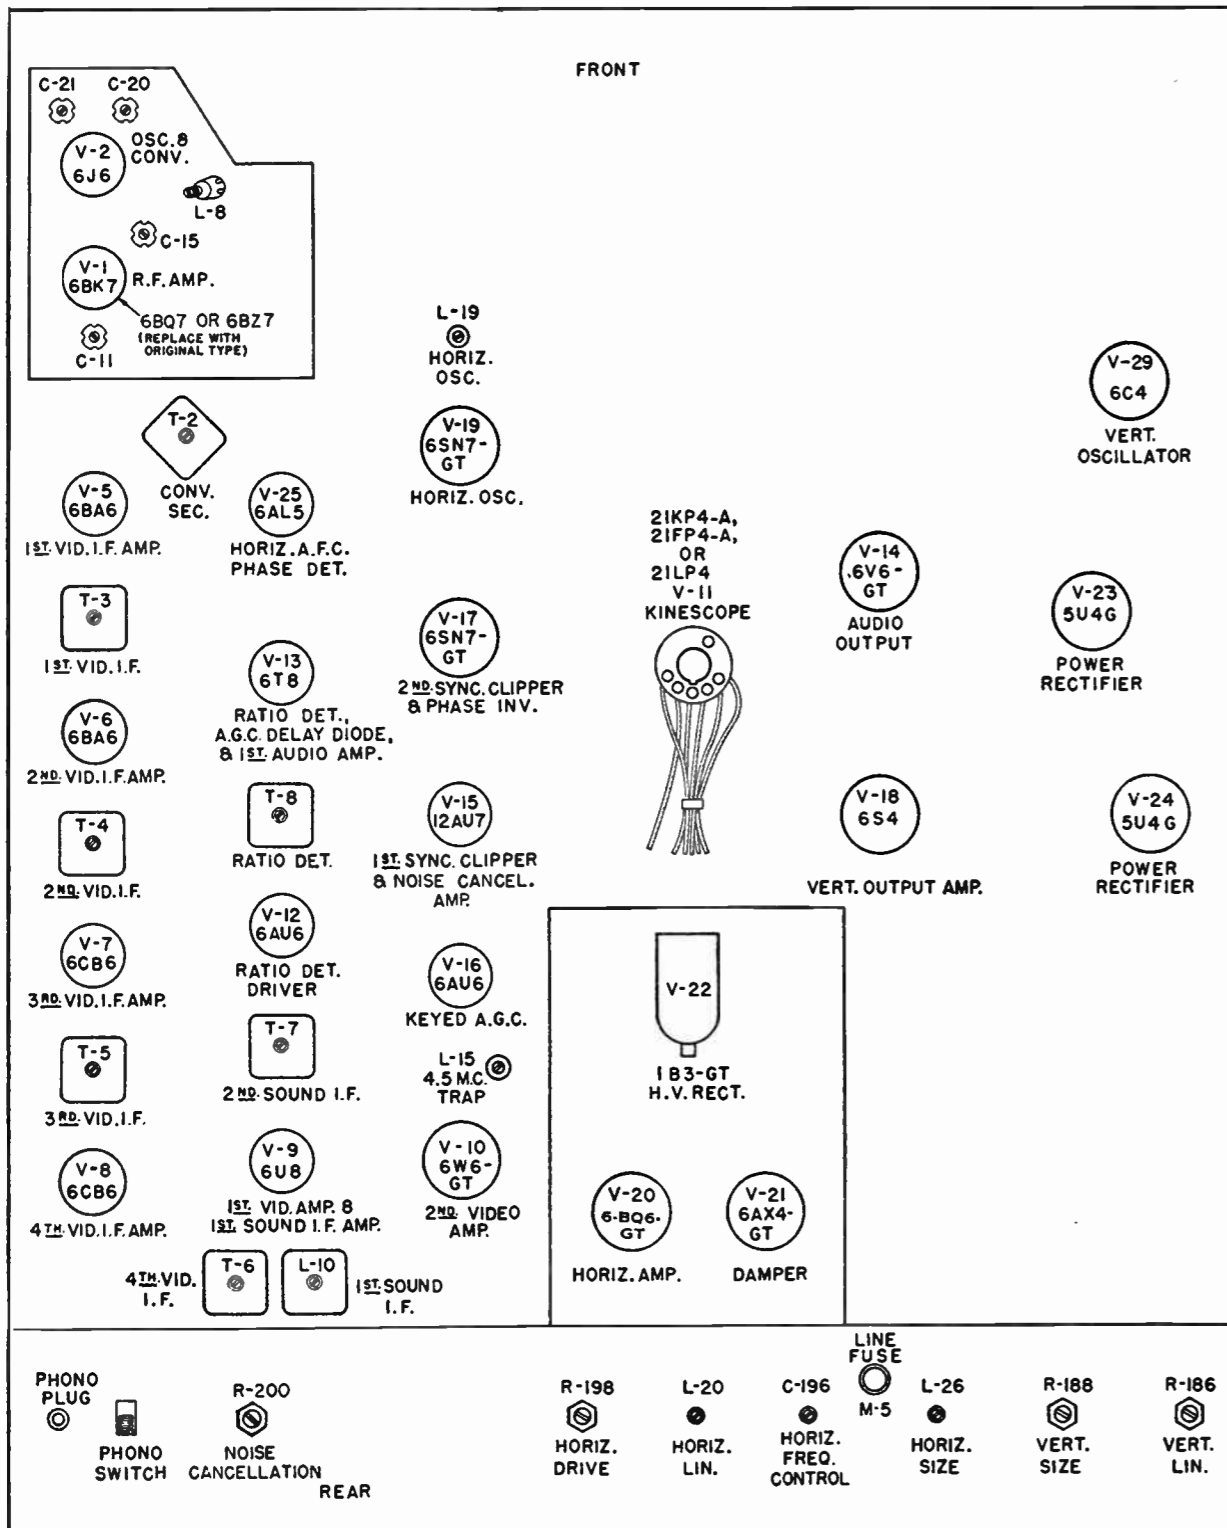 FRONT
C-21
C-20
V-2
6J6
OSC.8
CONV.
L-8
C-15
V-1
6BK7
R.F. AMP.
6BQ7 OR 6BZ7
(REPLACE WITH
ORIGINAL TYPE)
C-11
L-19
HORIZ.
OSC.
V-29
6C4
VERT.
OSCILLATOR
T-2
CONV.
SEC.
V-19
6SN7-
GT
HORIZ. OSC.
V-5
6BA6
1ST. VID. I.F. AMP.
V-25
6AL5
HORIZ. A.F.C.
PHASE DET.
21KP4-A,
21FP4-A,
OR
21LP4
V-11
KINESCOPE
V-14
.6V6-
GT
AUDIO
OUTPUT
V-23
5U4G
POWER
RECTIFIER
T-3
1ST. VID. I.F.
V-13
6T8
RATIO DET.,
A.G.C. DELAY DIODE,
& 1ST. AUDIO AMP.
V-17
6SN7-
GT
2ND. SYNC. CLIPPER
& PHASE INV.
V-6
6BA6
2ND. VID. I.F. AMP.
T-4
2ND. VID. I.F.
T-8
RATIO DET.
V-15
12AU7
1ST. SYNC. CLIPPER
& NOISE CANCEL.
AMP.
V-18
6S4
VERT. OUTPUT AMP.
V-24
5U4G
POWER
RECTIFIER
V-7
6CB6
3RD. VID. I.F. AMP.
V-12
6AU6
RATIO DET.
DRIVER
V-16
6AU6
KEYED A.G.C.
V-22
1B3-GT
H.V. RECT.
T-5
3RD. VID. I.F.
T-7
2ND. SOUND I.F.
L-15
4.5 M.C.
TRAP
V-8
6CB6
4TH. VID. I.F. AMP.
V-9
6U8
1ST. VID. AMP. 8
1ST. SOUND I.F. AMP.
V-10
6W6-
GT
2ND. VIDEO
AMP.
V-20
6-BQ6-
GT
HORIZ. AMP.
V-21
6AX4-
GT
DAMPER
4TH. VID.
I.F.
T-6
L-10
1ST. SOUND
I.F.
PHONO
PLUG
PHONO
SWITCH
R-200
NOISE
CANCELLATION
REAR
R-198
HORIZ.
DRIVE
L-20
HORIZ.
LIN.
C-196
HORIZ.
FREQ.
CONTROL
LINE
FUSE
M-5
L-26
HORIZ.
SIZE
R-188
VERT.
SIZE
R-186
VERT.
LIN.